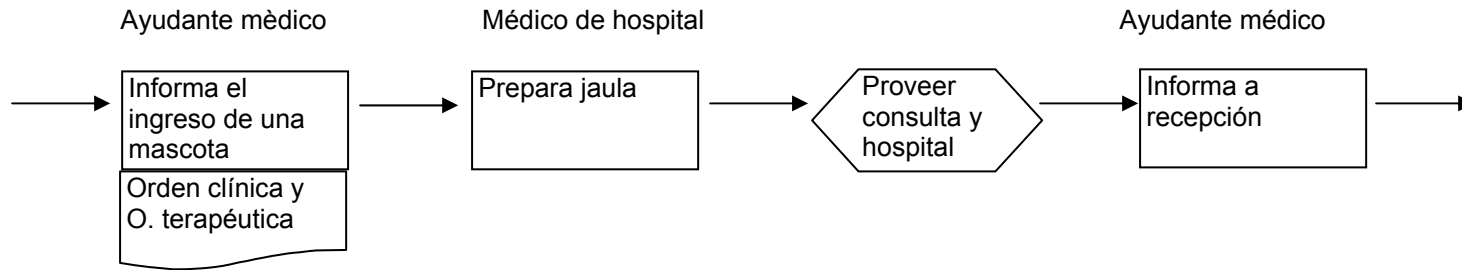 Ayudante mèdico
Médico de hospital
Ayudante médico
Informa el
ingreso de una
mascota
Orden clínica y
O. terapéutica
Prepara jaula
Proveer
consulta y
hospital
Informa a
recepción